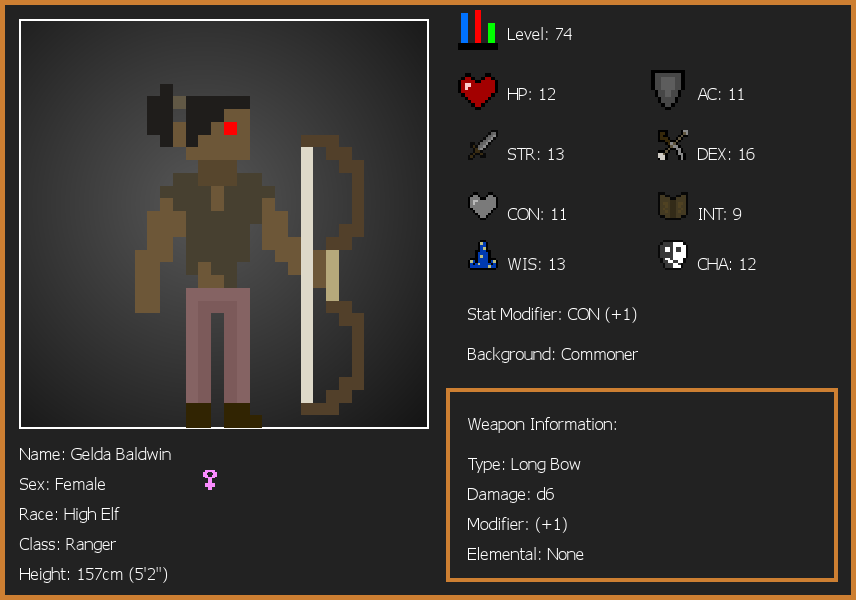 Level: 74
HP: 12
AC: 11
STR: 13
DEX: 16
CON: 11
INT: 9
WIS: 13
CHA: 12
Stat Modifier: CON (+1)
Background: Commoner
Weapon Information:
Type: Long Bow
Damage: d6
Modifier: (+1)
Elemental: None
Name: Gelda Baldwin
Sex: Female
Race: High Elf
Class: Ranger
Height: 157cm (5'2")